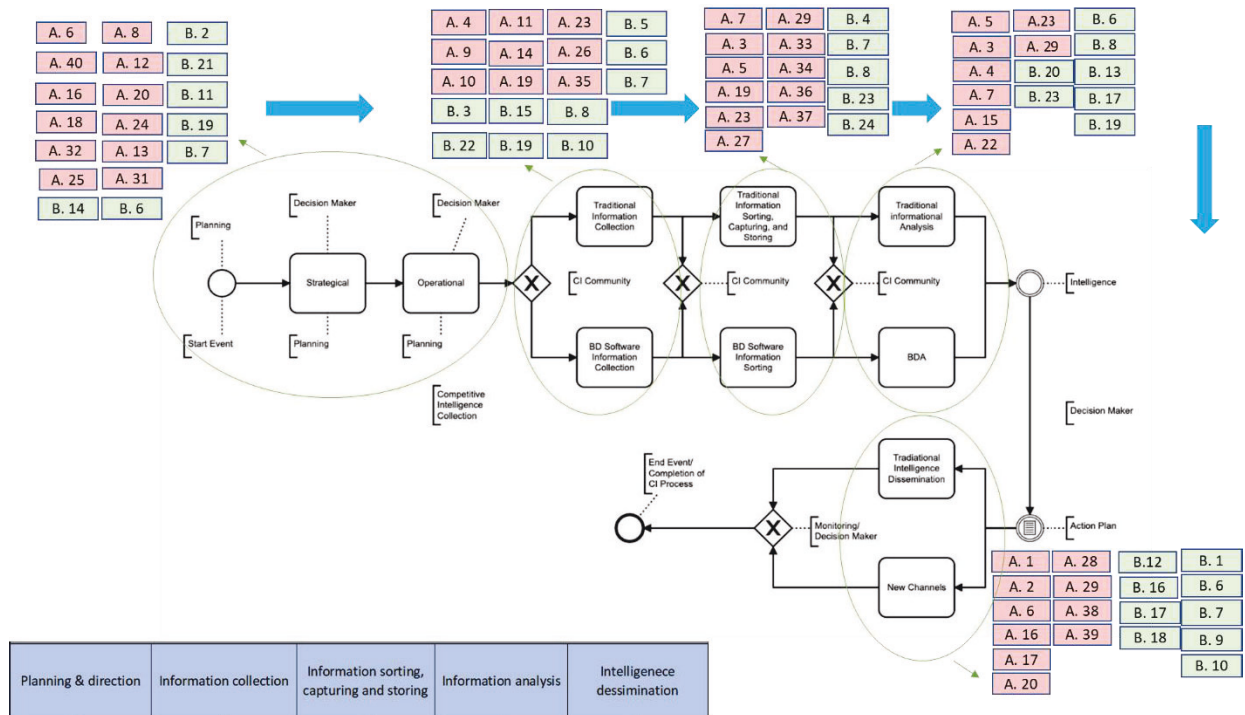 A. 6 A. 8 B. 2
A. 40 A. 12 B. 21
A. 16 A. 20 B. 11
A. 18 A. 24 B. 19
A. 32 A. 13 B. 7
A. 25 A. 31
B. 14 B. 6
A. 4 A. 11 A. 23 B. 5
A. 9 A. 14 A. 26 B. 6
A. 10 A. 19 A. 35 B. 7
B. 3 B. 15 B. 8
B. 22 B. 19 B. 10
A. 7 A. 29 B. 4
A. 3 A. 33 B. 7
A. 5 A. 34 B. 8
A. 19 A. 36 B. 23
A. 23 A. 37 B. 24
A. 27
A. 5 A.23 B. 6
A. 3 A. 29 B. 8
A. 4 B. 20 B. 13
A. 7 B. 23 B. 17
A. 15 B. 19
A. 22
Planning
Decision Maker
Decision Maker
Strategical
Operational
Start Event
Planning
Planning
Competitive
Intelligence
Collection
Traditional
Information
Collection
X
CI Community
BD Software
Information
Collection
Traditional
Information
Sorting,
Capturing, and
Storing
X
CI Community
BD Software
Information
Sorting
Traditional
informational
Analysis
X
CI Community
BDA
Intelligence
Decision Maker
Action Plan
Tradiational
Intelligence
Dissemination
New Channels
X
Monitoring/
Decision Maker
End Event/
Completion of
CI Process
A. 1 A. 28 B.12 B. 1
A. 2 A. 29 B. 16 B. 6
A. 6 A. 38 B. 17 B. 7
A. 16 A. 39 B. 18 B. 9
A. 17 B. 10
A. 20
Planning & direction
Information collection
Information sorting,
capturing and storing
Information analysis
Intelligenece
dessimination